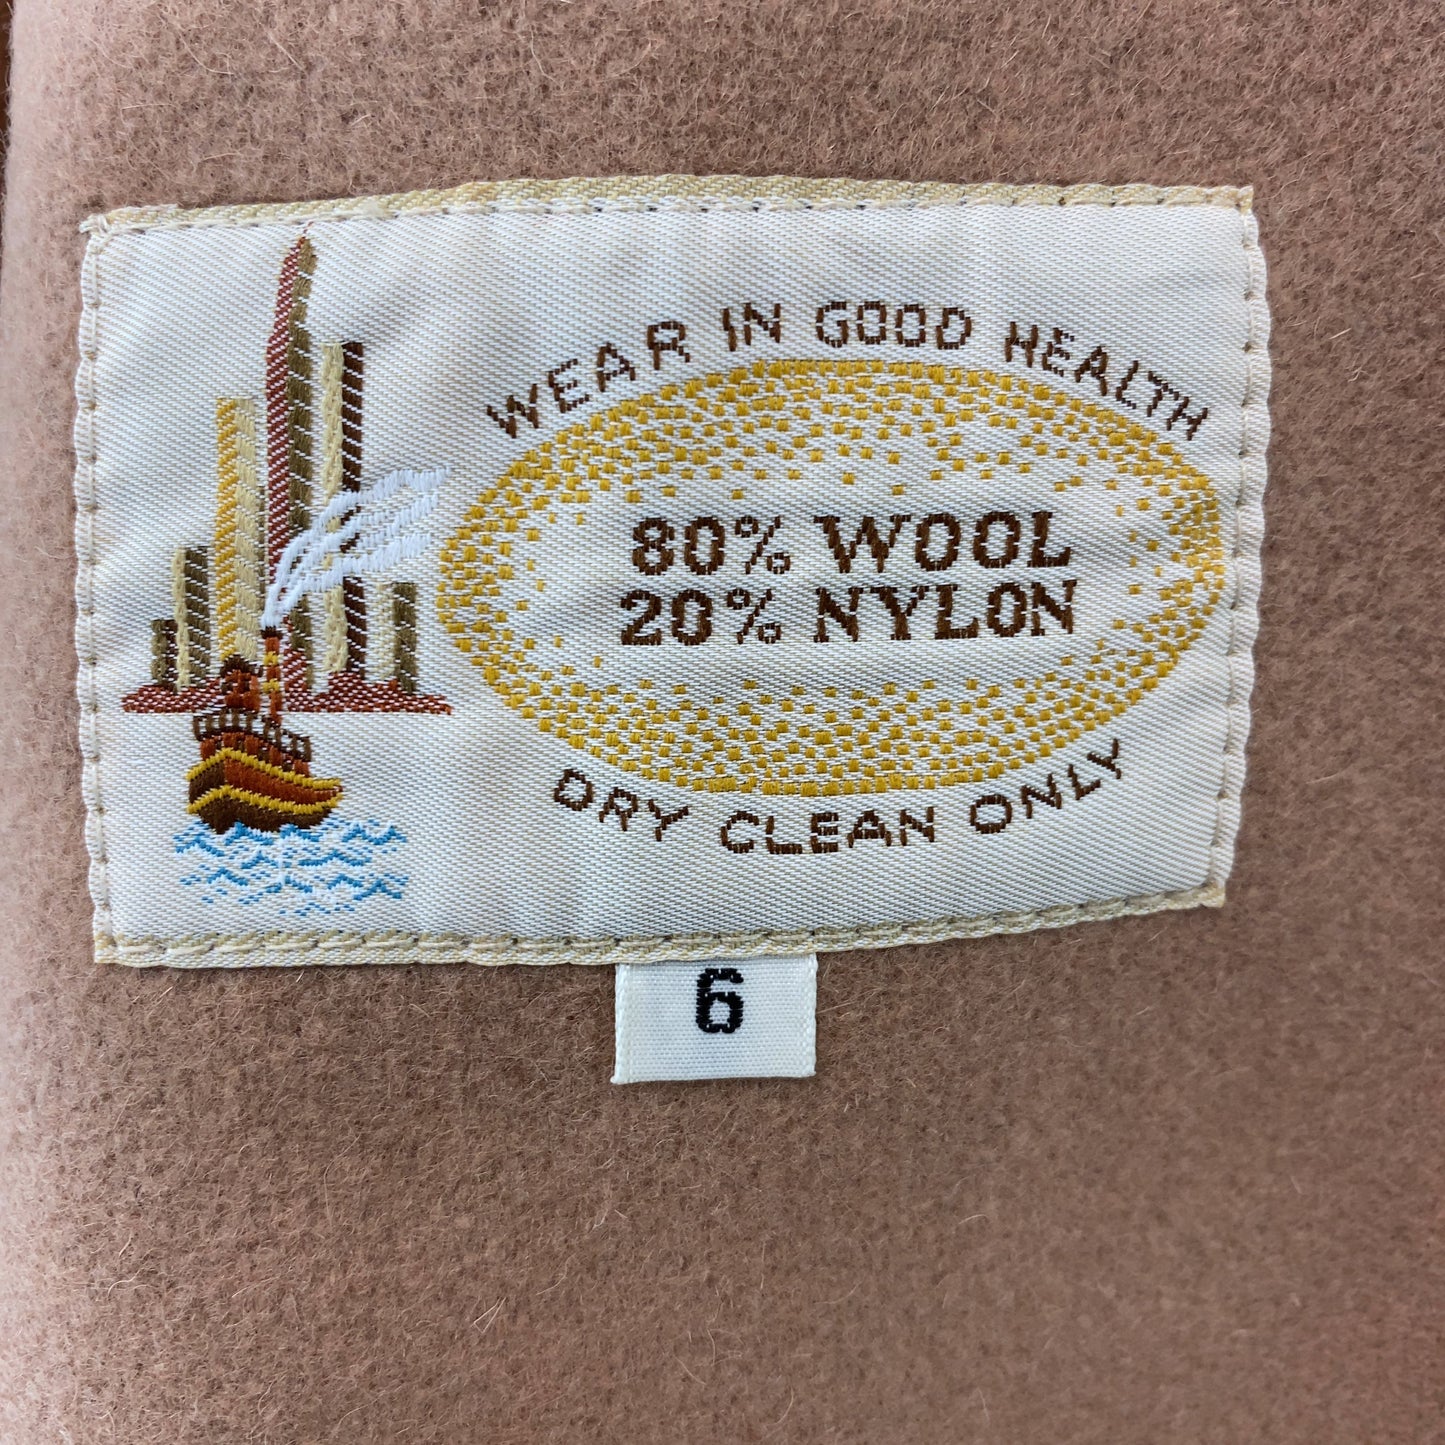 WEAR IN GOOD HEALTH
80% WOOL
20% NYLON
DRY CLEAN ONLY
6